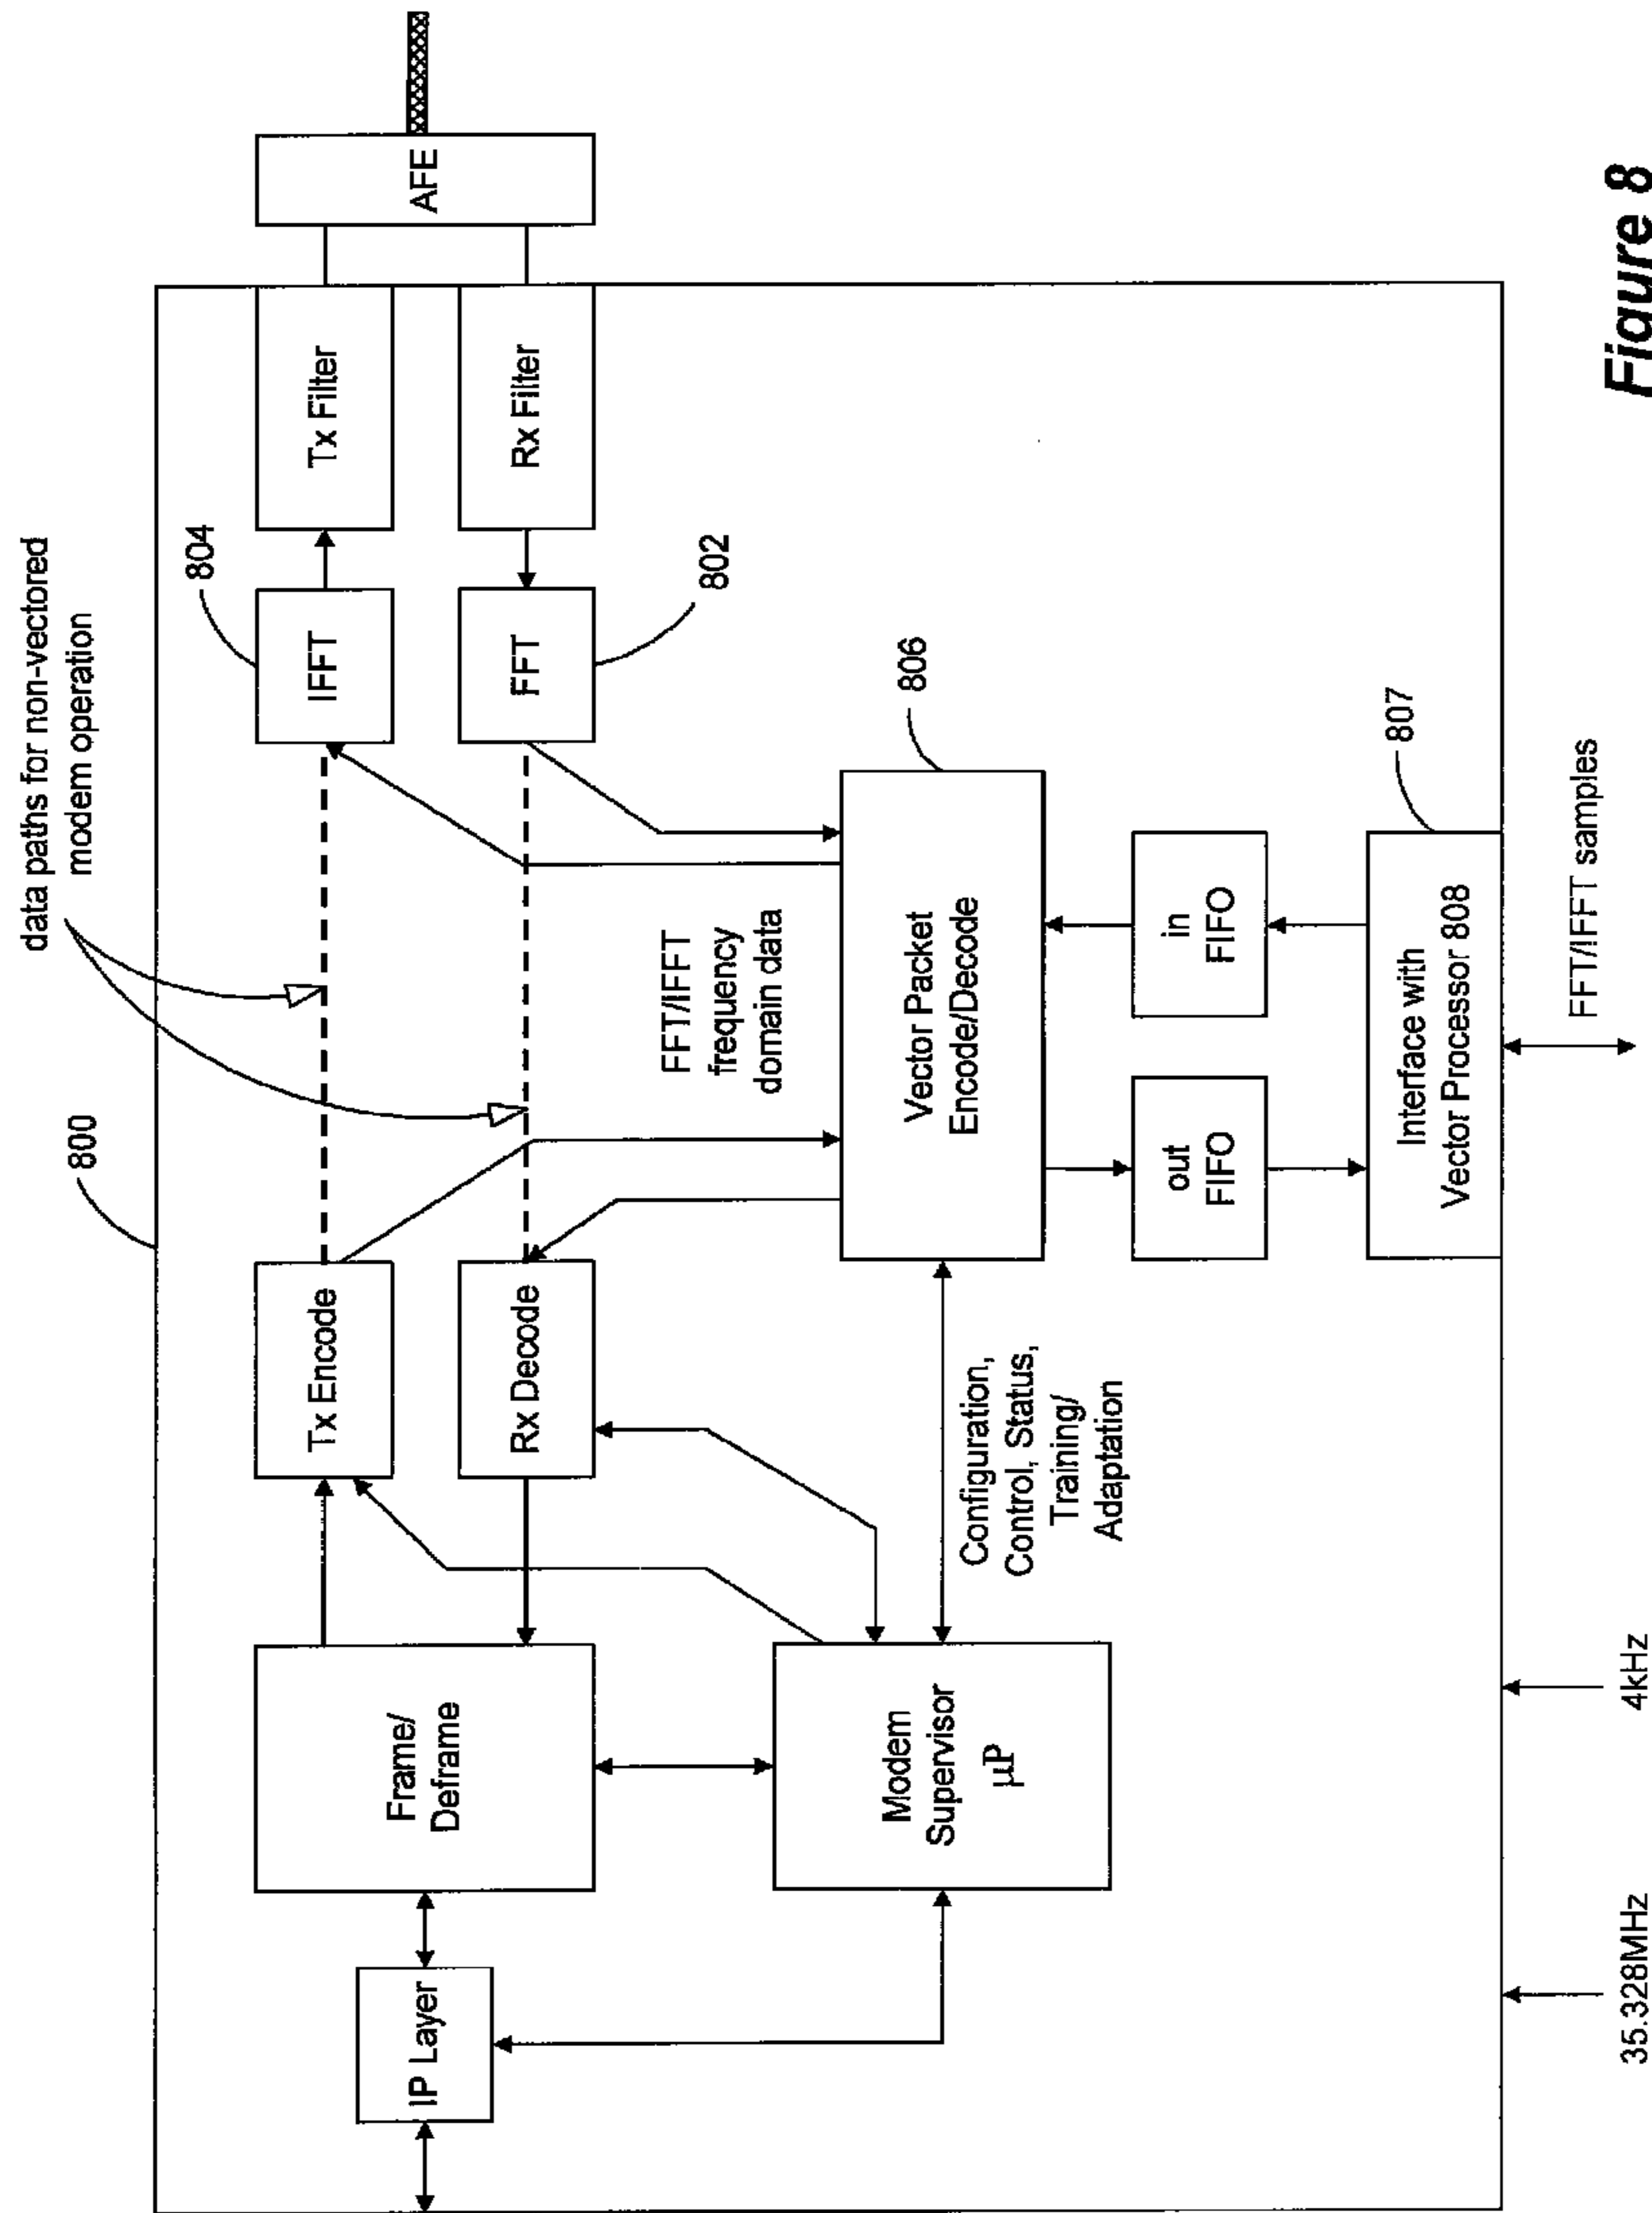 data paths for non-vectored
modem operation
800
804
802
806
807
IP Layer
Frame/
Deframe
Tx Encode
Rx Decode
IFFT
FFT
Tx Filter
Rx Filter
AFE
FFT/IFFT
frequency
domain data
Modem
Supervisor
μP
Configuration,
Control, Status,
Training/
Adaptation
Vector Packet
Encode/Decode
out
FIFO
in
FIFO
Interface with
Vector Processor 808
35.328MHz
4kHz
FFT/IFFT samples
Figure 8